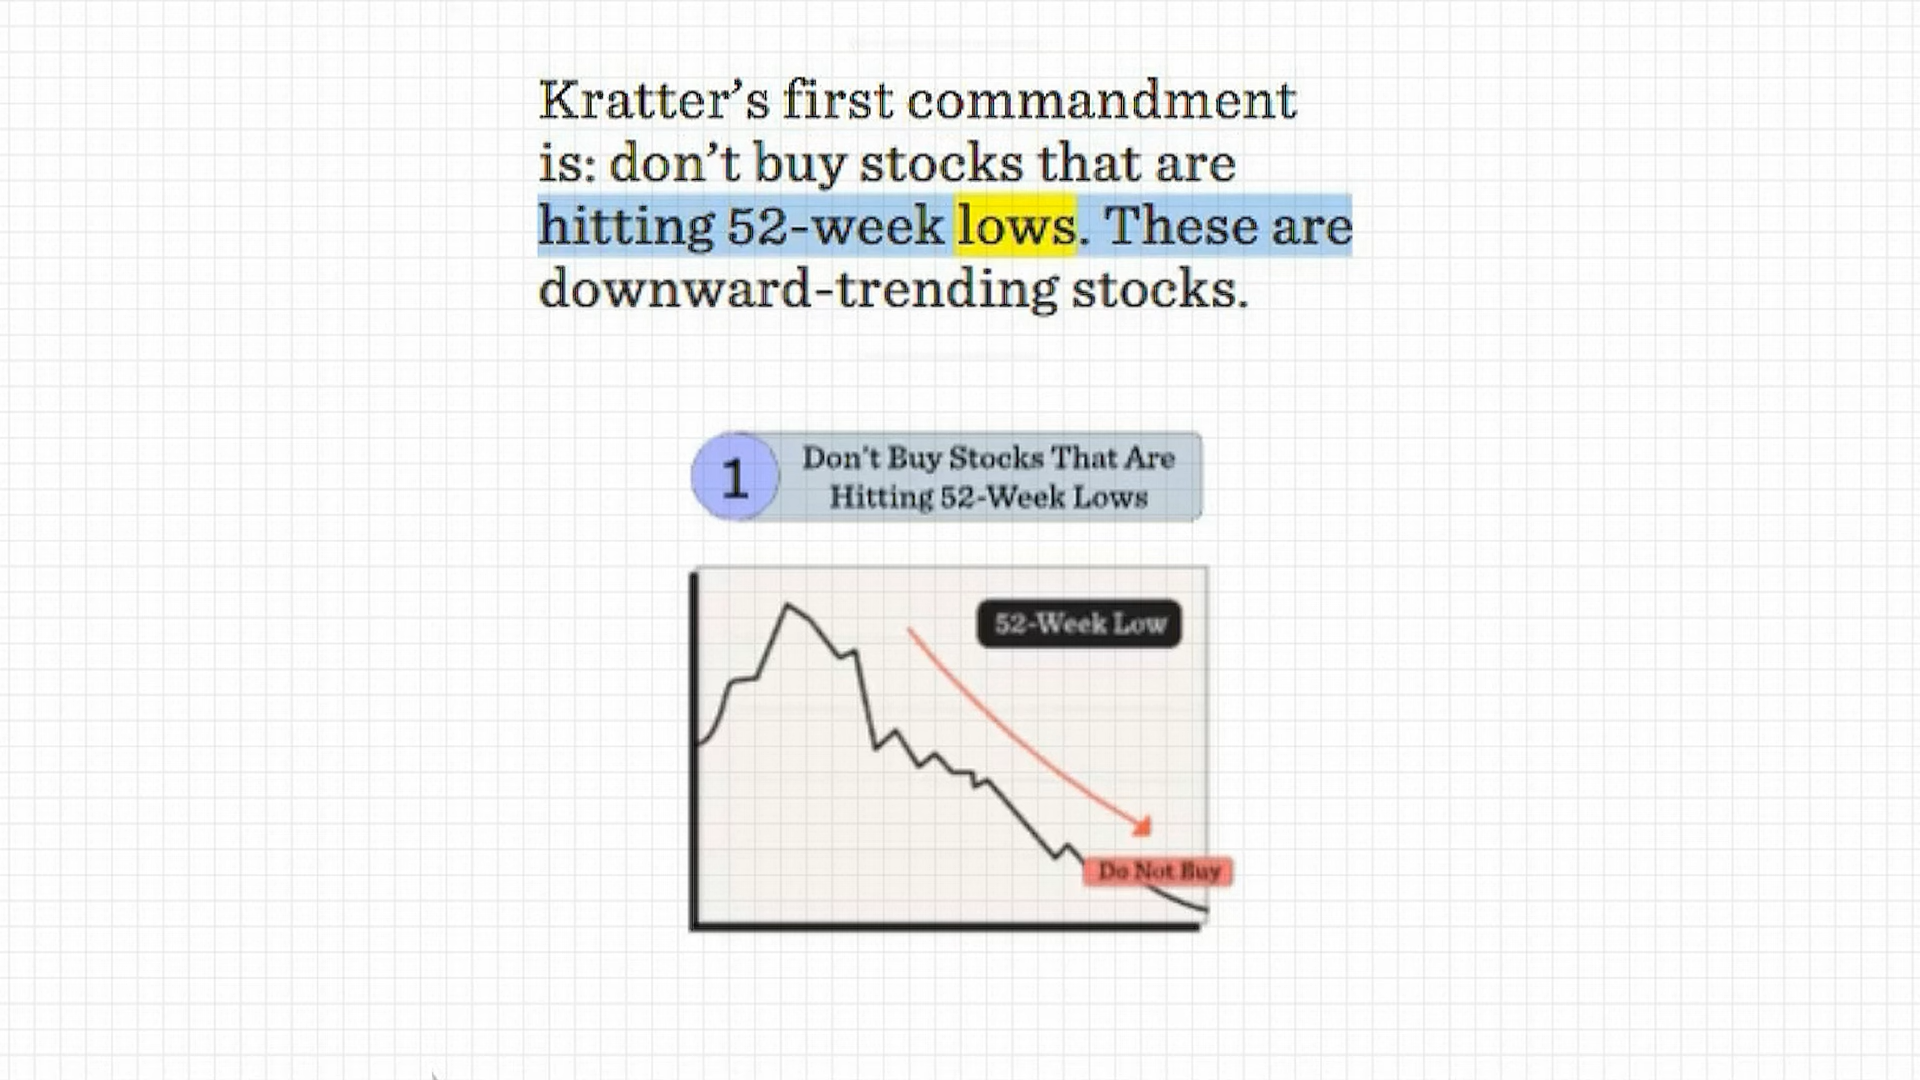 Kratter’s first commandment
is: don’t buy stocks that are
hitting 52-week lows. These are
downward-trending stocks.
1
Don’t Buy Stocks That Are
Hitting 52-Week Lows
52-Week Low
Do Not Buy